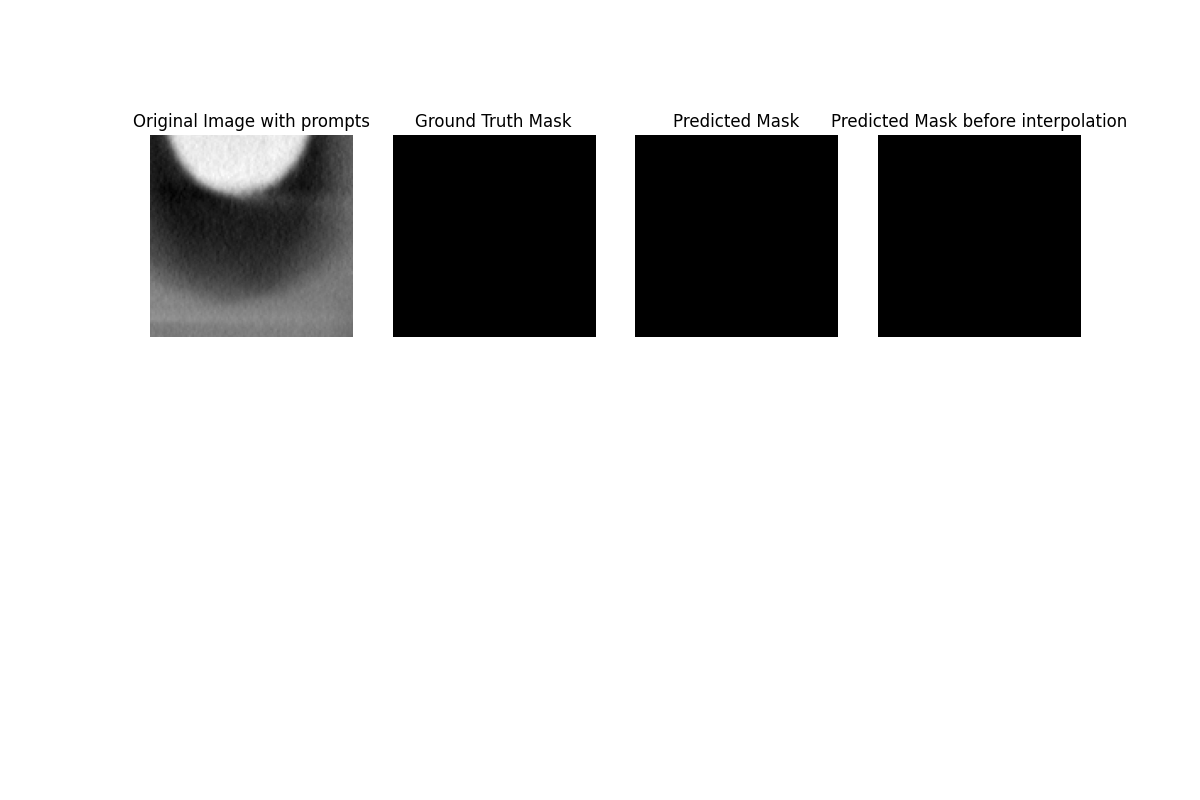 Original Image with prompts
Ground Truth Mask
Predicted Mask
Predicted Mask before interpolation